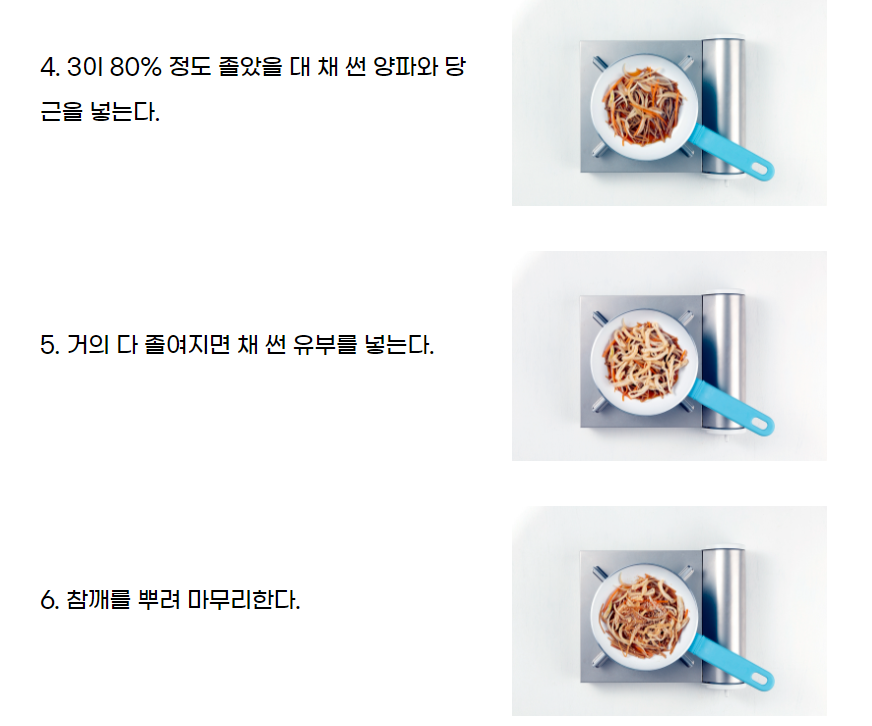 4. 3이 80% 정도 졸았을 대 채 썬 양파와 당
근을 넣는다.
5. 거의 다 졸여지면 채 썬 유부를 넣는다.
6. 참깨를 뿌려 마무리한다.